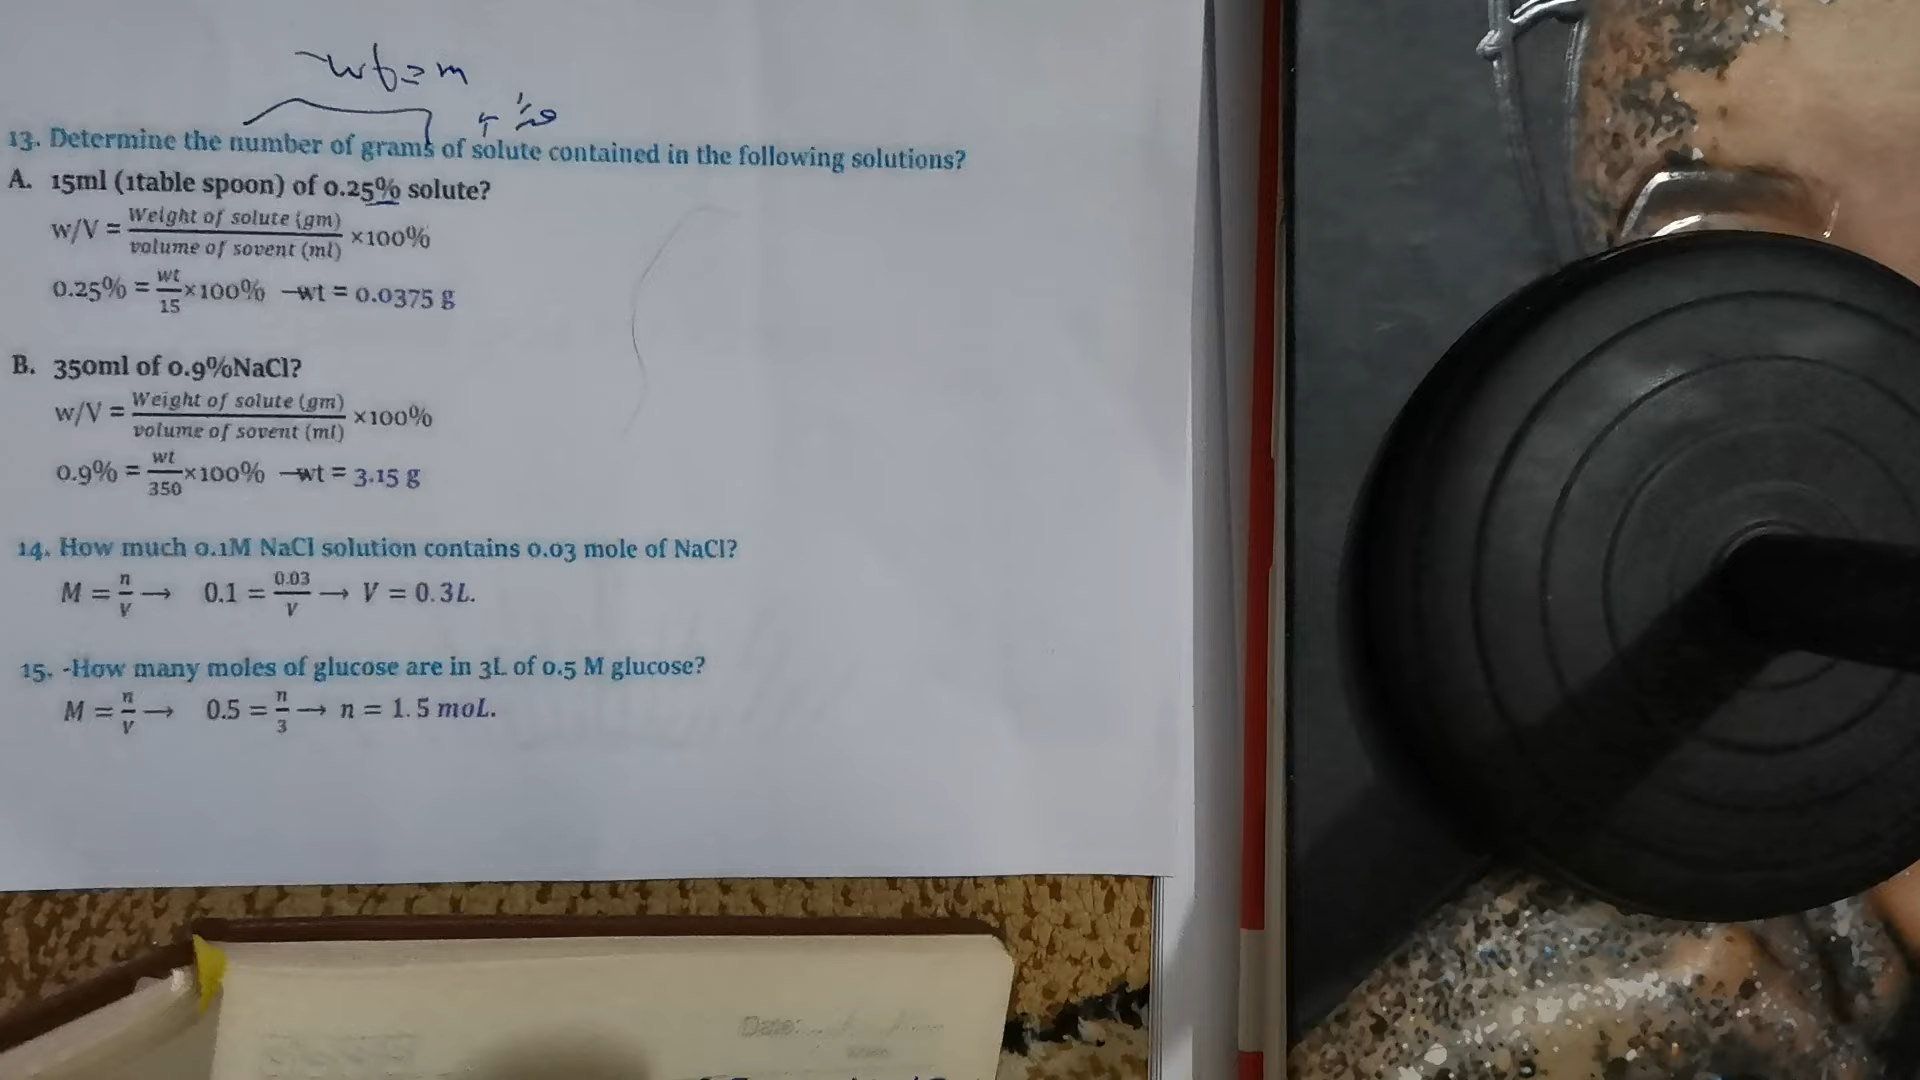 wt = m
13. Determine the number of grams of solute contained in the following solutions?
A. 15ml (1table spoon) of 0.25% solute?
w/V = Weight of solute (gm) / volume of sovent (ml) ×100%
0.25% = wt/15 ×100% →wt = 0.0375 g
B. 350ml of 0.9%NaCl?
w/V = Weight of solute (gm) / volume of sovent (ml) ×100%
0.9% = wt/350 ×100% →wt = 3.15 g
14. How much 0.1M NaCl solution contains 0.03 mole of NaCl?
M = n/V → 0.1 = 0.03/V → V = 0.3L.
15. -How many moles of glucose are in 3L of 0.5 M glucose?
M = n/V → 0.5 = n/3 → n = 1.5 moL.
Date: